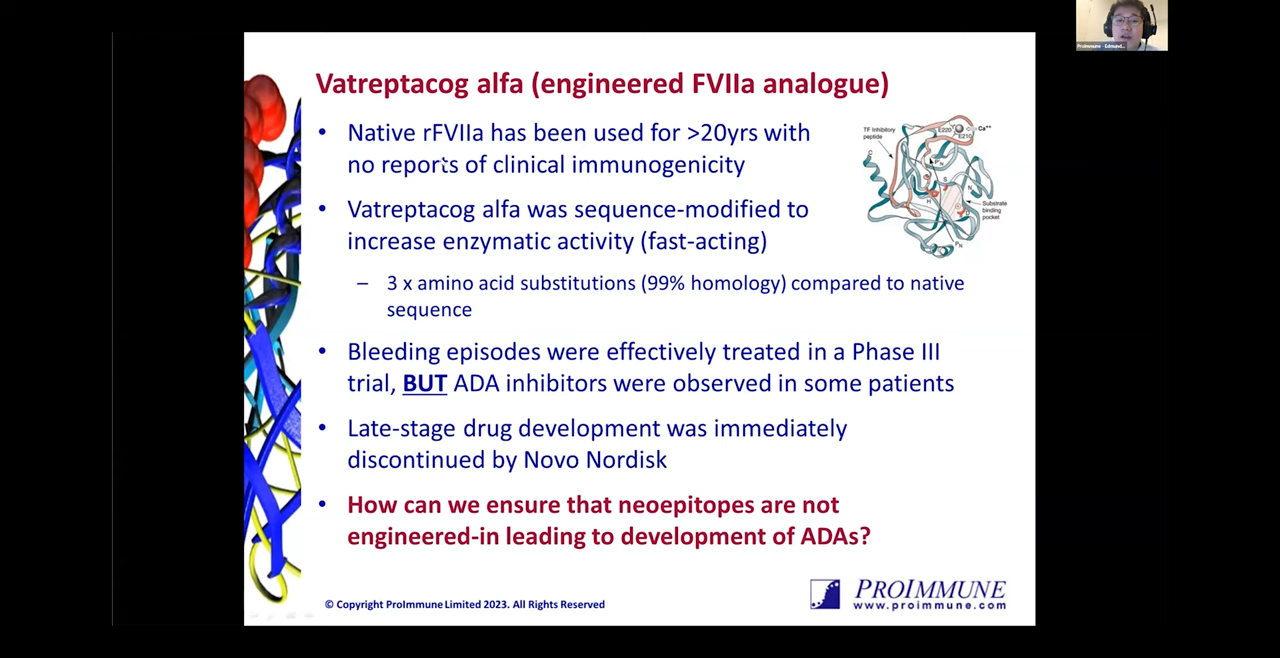 ProImmune - Edmund...
Vatreptacog alfa (engineered FVIIa analogue)
• Native rFVIIa has been used for >20yrs with
no reports of clinical immunogenicity
• Vatreptacog alfa was sequence-modified to
increase enzymatic activity (fast-acting)
– 3 x amino acid substitutions (99% homology) compared to native
sequence
• Bleeding episodes were effectively treated in a Phase III
trial, BUT ADA inhibitors were observed in some patients
• Late-stage drug development was immediately
discontinued by Novo Nordisk
• How can we ensure that neoepitopes are not
engineered-in leading to development of ADAs?
TF Inhibitory
peptide
E220
Ca++
E210
C
N
S
H
Substrate
binding
pocket
© Copyright ProImmune Limited 2023. All Rights Reserved
PROIMMUNE
www.proimmune.com